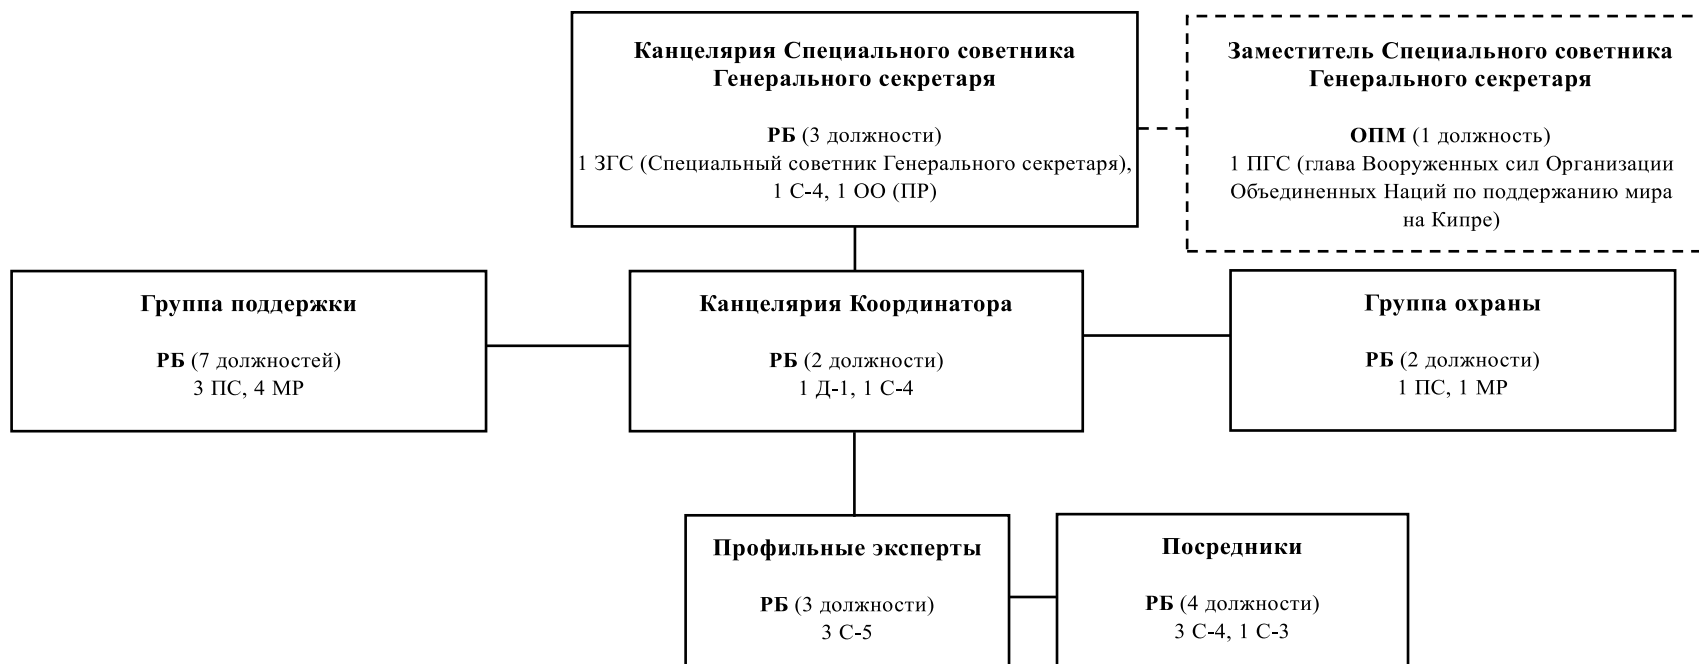 Канцелярия Специального советника
Генерального секретаря
РБ (3 должности)
1 ЗГС (Специальный советник Генерального секретаря),
1 С-4, 1 ОО (ПР)
Заместитель Специального советника
Генерального секретаря
ОПМ (1 должность)
1 ПГС (глава Вооруженных сил Организации
Объединенных Наций по поддержанию мира
на Кипре)
Группа поддержки
РБ (7 должностей)
3 ПС, 4 МР
Канцелярия Координатора
РБ (2 должности)
1 Д-1, 1 С-4
Группа охраны
РБ (2 должности)
1 ПС, 1 МР
Профильные эксперты
РБ (3 должности)
3 С-5
Посредники
РБ (4 должности)
3 С-4, 1 С-3